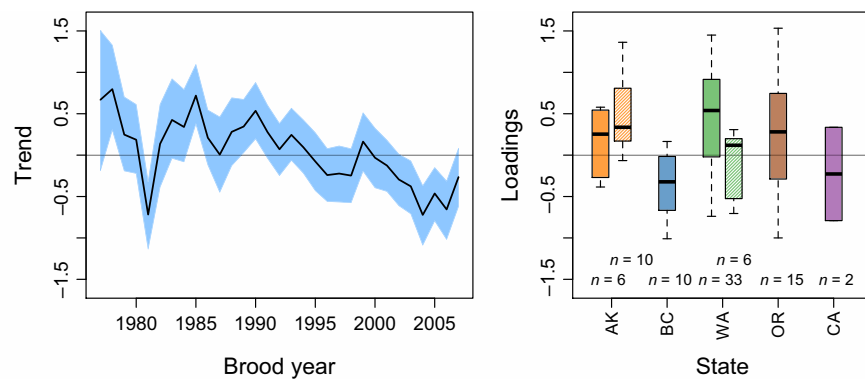 Trend
1.5
0.5
−0.5
−1.5
1980 1985 1990 1995 2000 2005
Brood year
Loadings
1.5
0.5
−0.5
−1.5
n = 10 n = 6
n = 6 n = 10 n = 33 n = 15 n = 2
AK BC WA OR CA
State